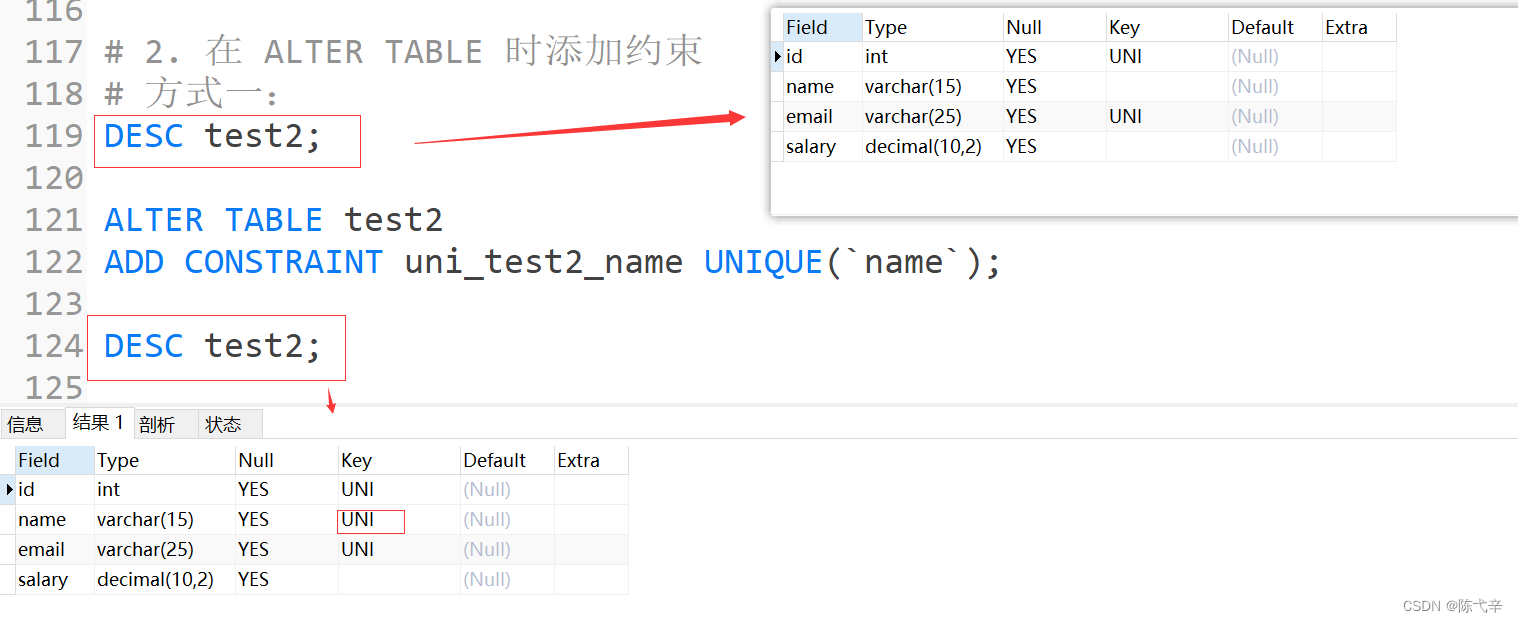 116
117 # 2. 在 ALTER TABLE 时添加约束
118 # 方式一:
119 DESC test2;
120
121 ALTER TABLE test2
122 ADD CONSTRAINT uni_test2_name UNIQUE(`name`);
123
124 DESC test2;
125
Field Type Null Key Default Extra
id int YES UNI (Null)
name varchar(15) YES (Null)
email varchar(25) YES UNI (Null)
salary decimal(10,2) YES (Null)
信息 结果 1 剖析 状态
Field Type Null Key Default Extra
id int YES UNI (Null)
name varchar(15) YES UNI (Null)
email varchar(25) YES UNI (Null)
salary decimal(10,2) YES (Null)
CSDN @陈弋辛